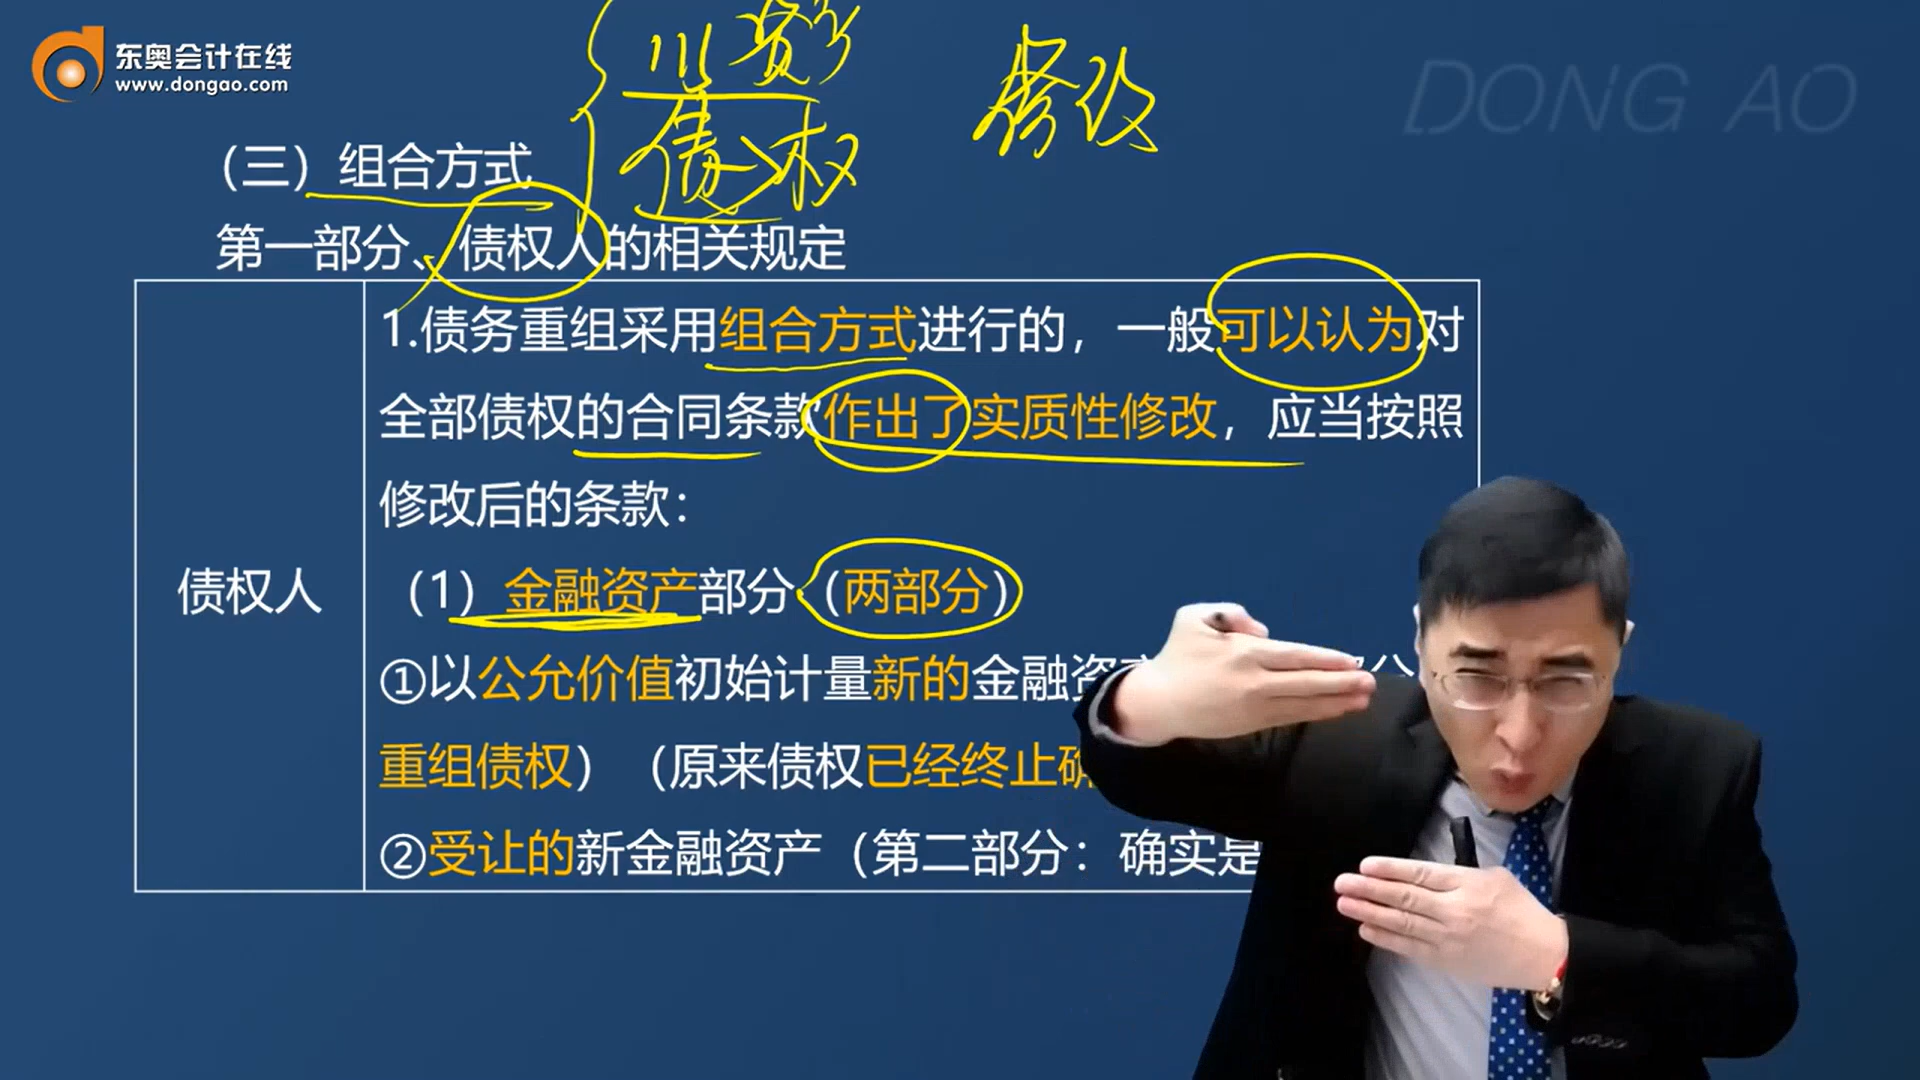 东奥会计在线
www.dongao.com
DONG AO
资
债权
修改
（三）组合方式
第一部分、债权人的相关规定
1.债务重组采用组合方式进行的，一般可以认为对
全部债权的合同条款作出了实质性修改，应当按照
修改后的条款：
债权人
（1）金融资产部分（两部分）
①以公允价值初始计量新的金融资
重组债权）（原来债权已经终止确
②受让的新金融资产（第二部分：确实是